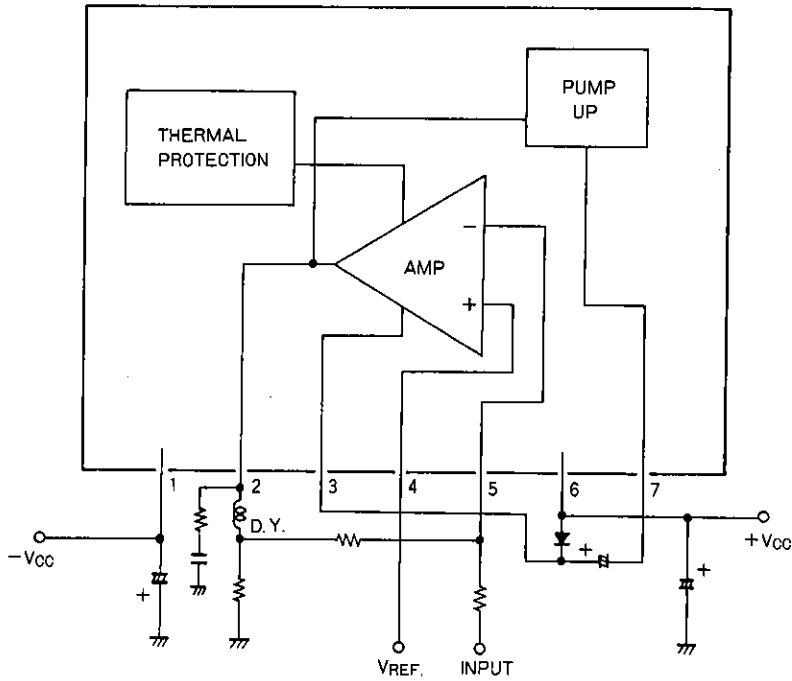 PUMP
UP
THERMAL
PROTECTION
−
AMP
+
1 2 3 4 5 6 7
D.Y.
−VCC
+
+
+
+VCC
VREF.
INPUT